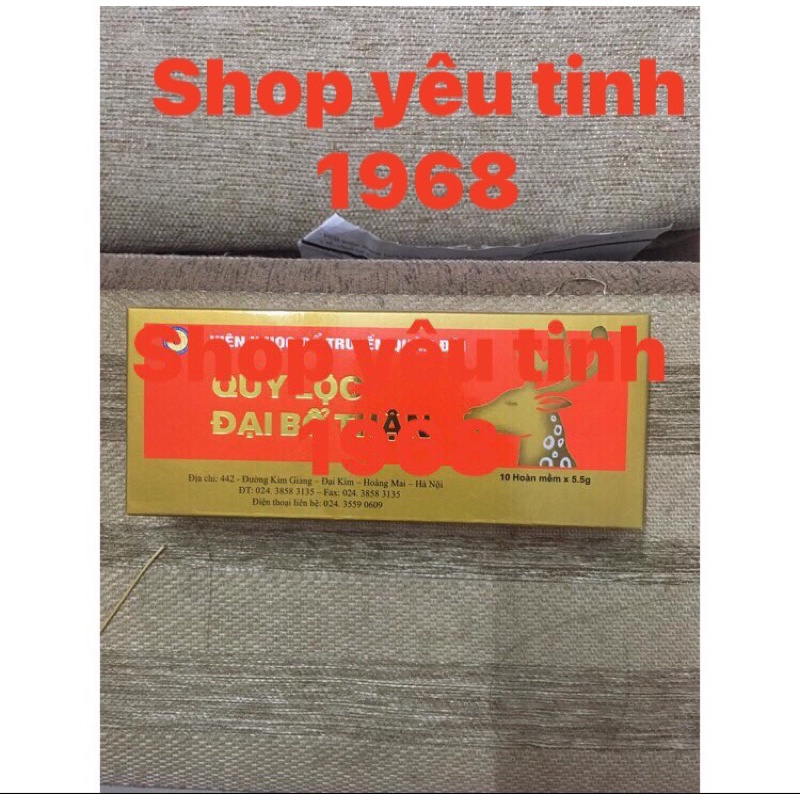 Shop yêu tinh
1968
Shop yêu tinh
1968
QUY LỘC
ĐẠI BỔ THẬN
Địa chỉ: 442 - Đường Kim Giang – Đại Kim – Hoàng Mai – Hà Nội
ĐT: 024. 3858 3135 – Fax: 024. 3858 3135
Điện thoại liên hệ: 024. 3559 0609
10 Hoàn mềm x 5.5g